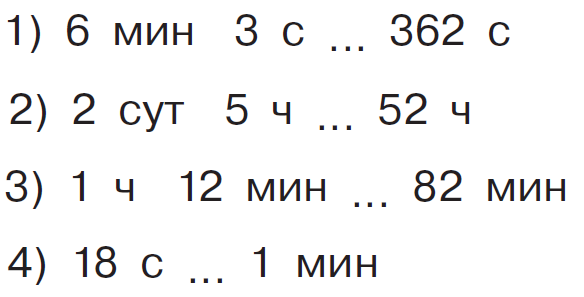 1) 6 мин 3 с ... 362 с
2) 2 сут 5 ч ... 52 ч
3) 1 ч 12 мин ... 82 мин
4) 18 с ... 1 мин